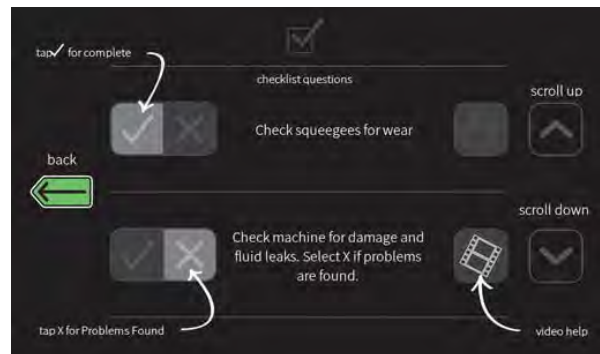 tap✓ for complete
checklist questions
scroll up
Check squeegees for wear
back
scroll down
Check machine for damage and
fluid leaks. Select X if problems
are found.
tap X for Problems Found
video help